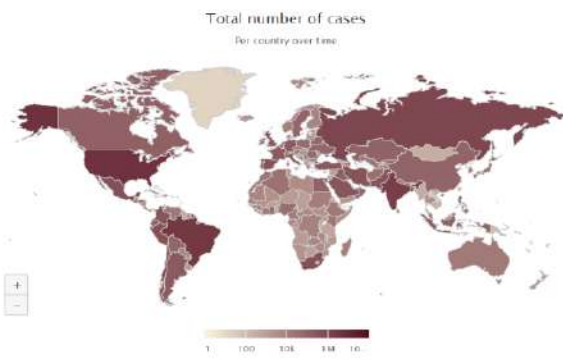 Total number of cases
Per country over time
+
−
1 100 10k 1M 10...